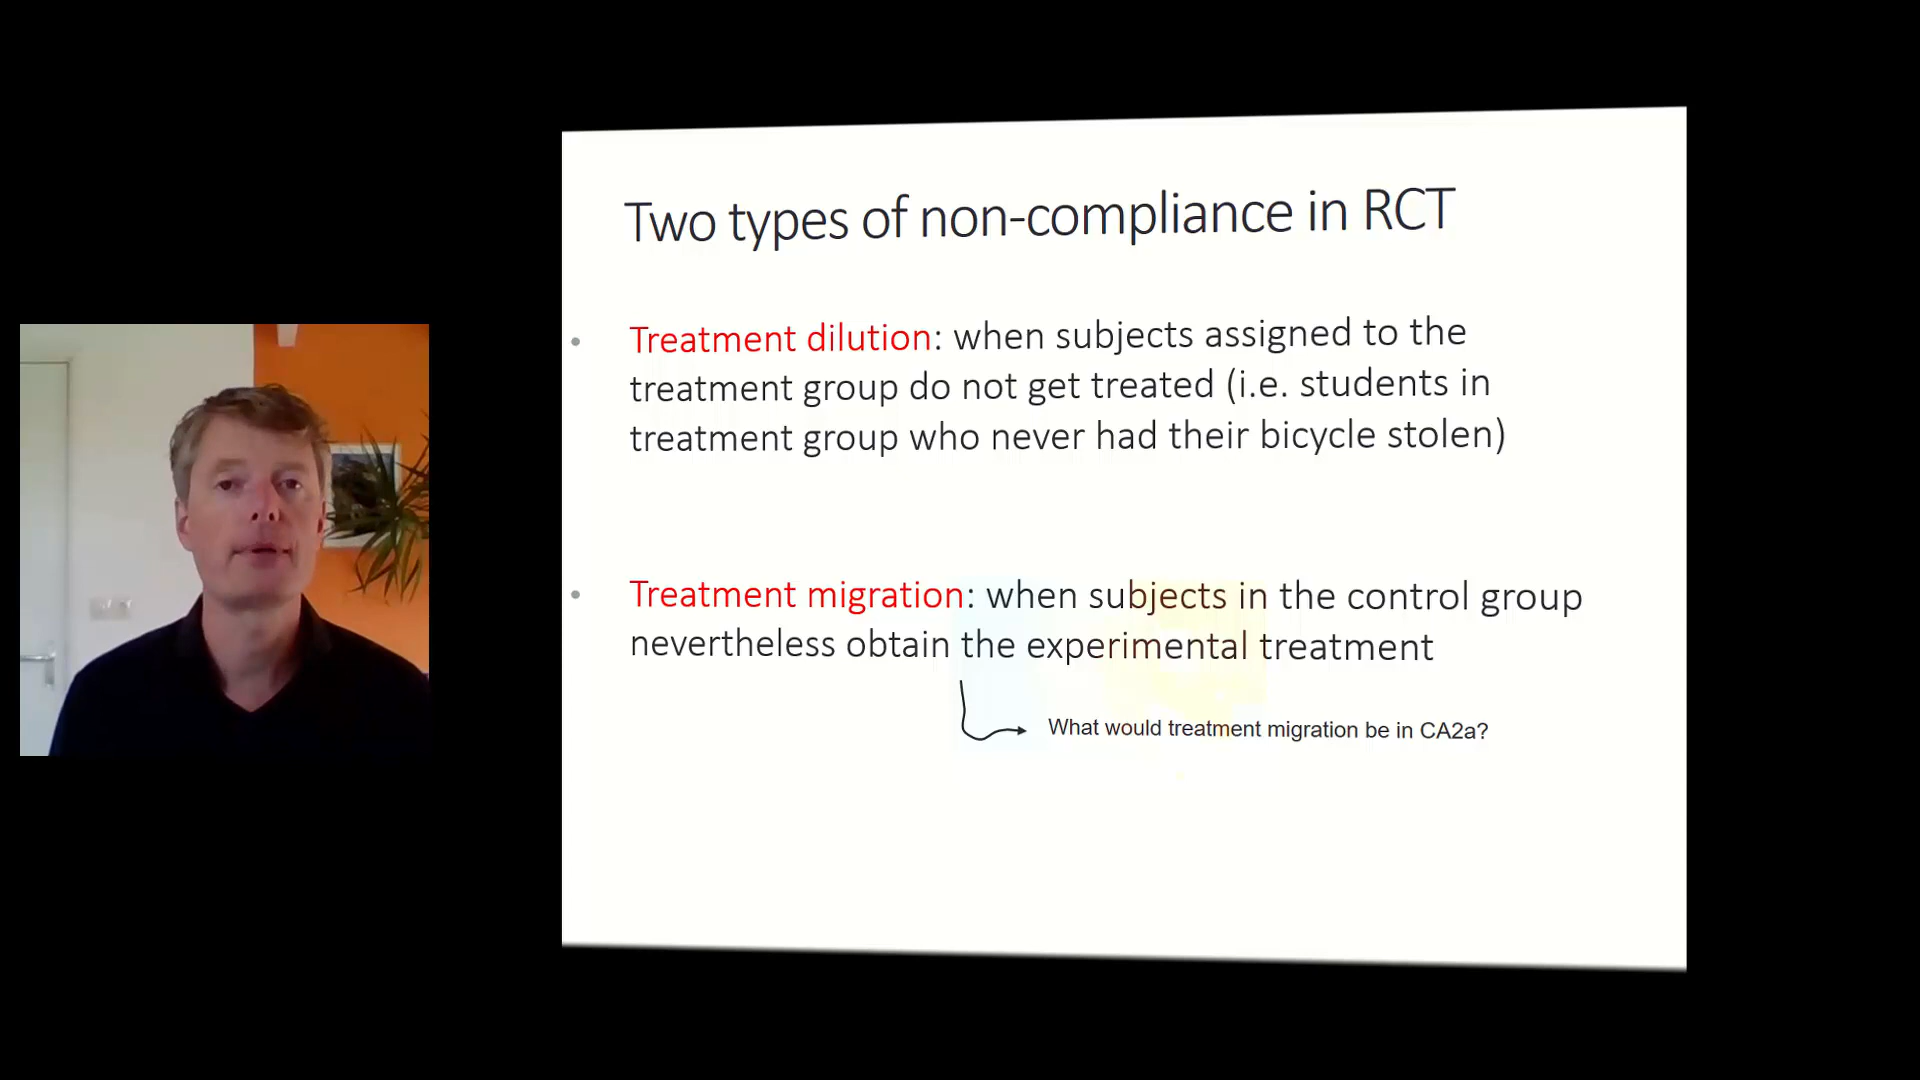 Two types of non-compliance in RCT
• Treatment dilution: when subjects assigned to the
treatment group do not get treated (i.e. students in
treatment group who never had their bicycle stolen)
• Treatment migration: when subjects in the control group
nevertheless obtain the experimental treatment
What would treatment migration be in CA2a?